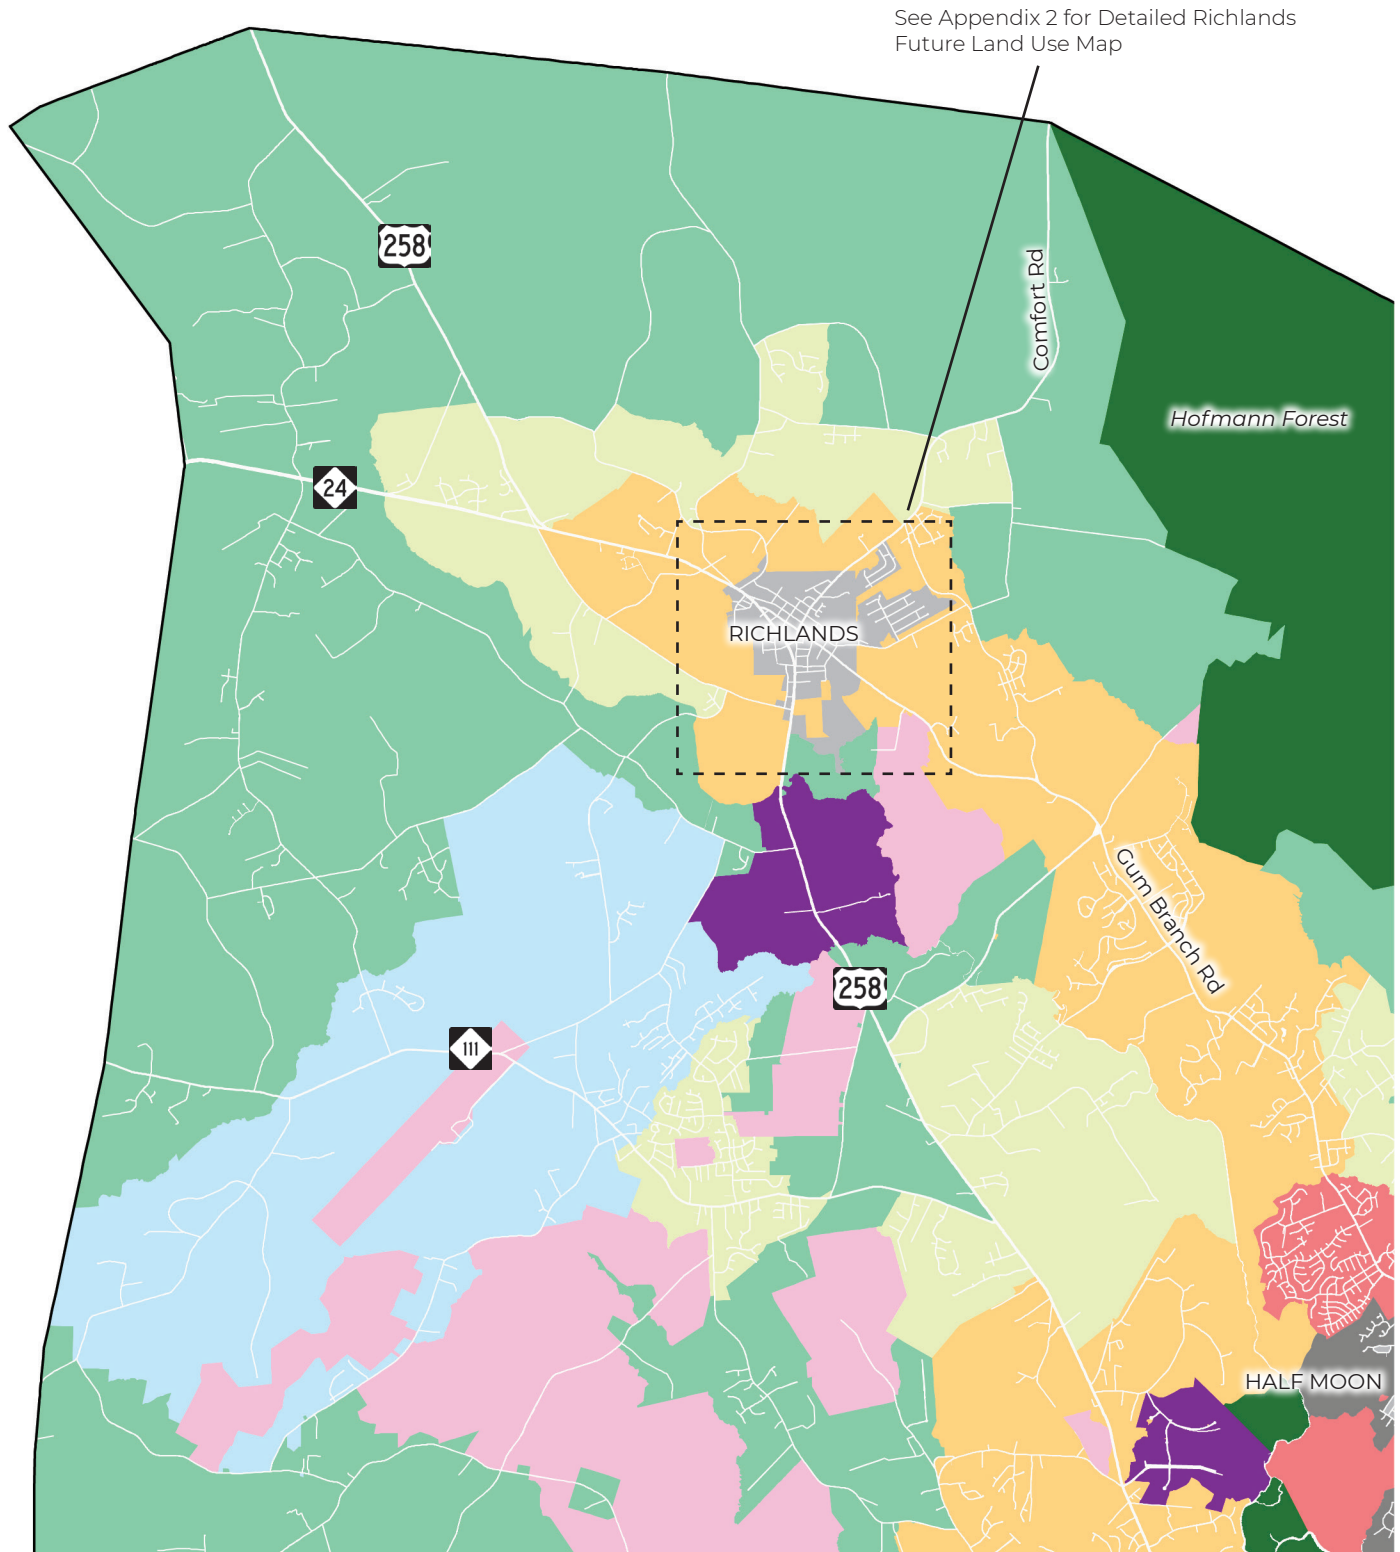 See Appendix 2 for Detailed Richlands
Future Land Use Map
258
Comfort Rd
Hofmann Forest
24
RICHLANDS
Gum Branch Rd
258
111
HALF MOON